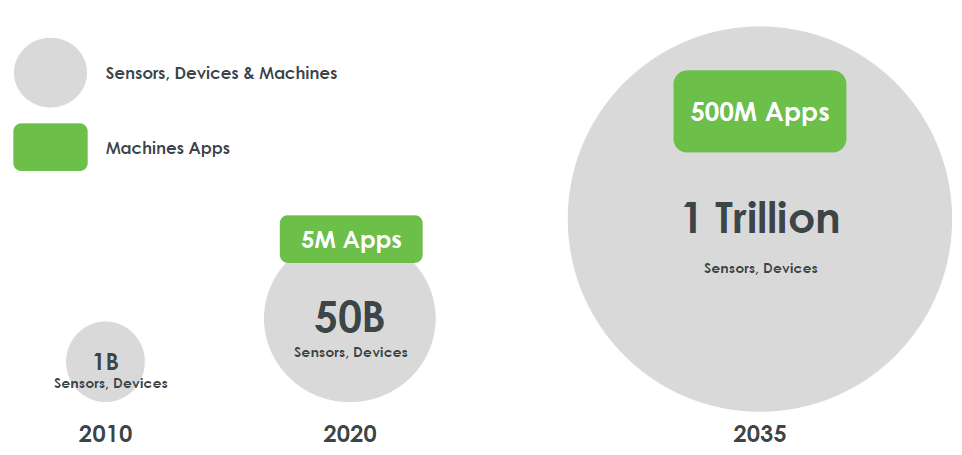 Sensors, Devices & Machines
Machines Apps
1B
Sensors, Devices
2010
5M Apps
50B
Sensors, Devices
2020
500M Apps
1 Trillion
Sensors, Devices
2035